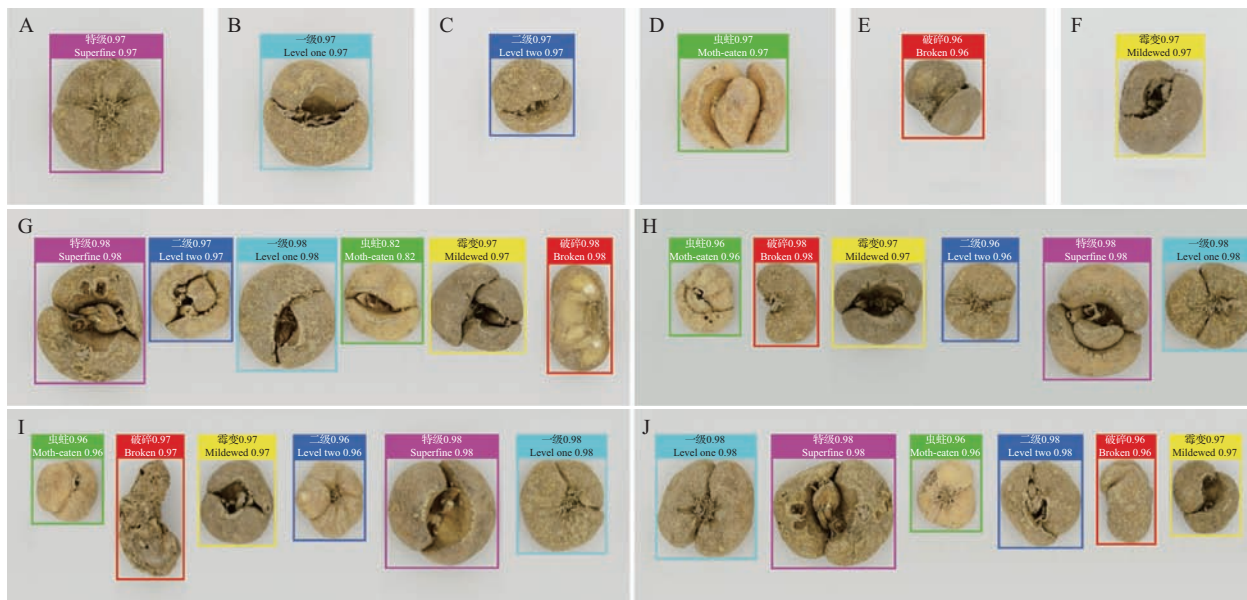 A
特级0.97
Superfine 0.97
B
一级0.97
Level one 0.97
C
二级0.97
Level two 0.97
D
虫蛀0.97
Moth-eaten 0.97
E
破碎0.96
Broken 0.96
F
霉变0.97
Mildewed 0.97
G
特级0.98
Superfine 0.98
二级0.97
Level two 0.97
一级0.98
Level one 0.98
虫蛀0.82
Moth-eaten 0.82
霉变0.97
Mildewed 0.97
破碎0.98
Broken 0.98
H
虫蛀0.96
Moth-eaten 0.96
破碎0.98
Broken 0.98
霉变0.97
Mildewed 0.97
二级0.96
Level two 0.96
特级0.98
Superfine 0.98
一级0.98
Level one 0.98
I
虫蛀0.96
Moth-eaten 0.96
破碎0.97
Broken 0.97
霉变0.97
Mildewed 0.97
二级0.96
Level two 0.96
特级0.98
Superfine 0.98
一级0.98
Level one 0.98
J
一级0.98
Level one 0.98
特级0.98
Superfine 0.98
虫蛀0.96
Moth-eaten 0.96
二级0.98
Level two 0.98
破碎0.96
Broken 0.96
霉变0.97
Mildewed 0.97